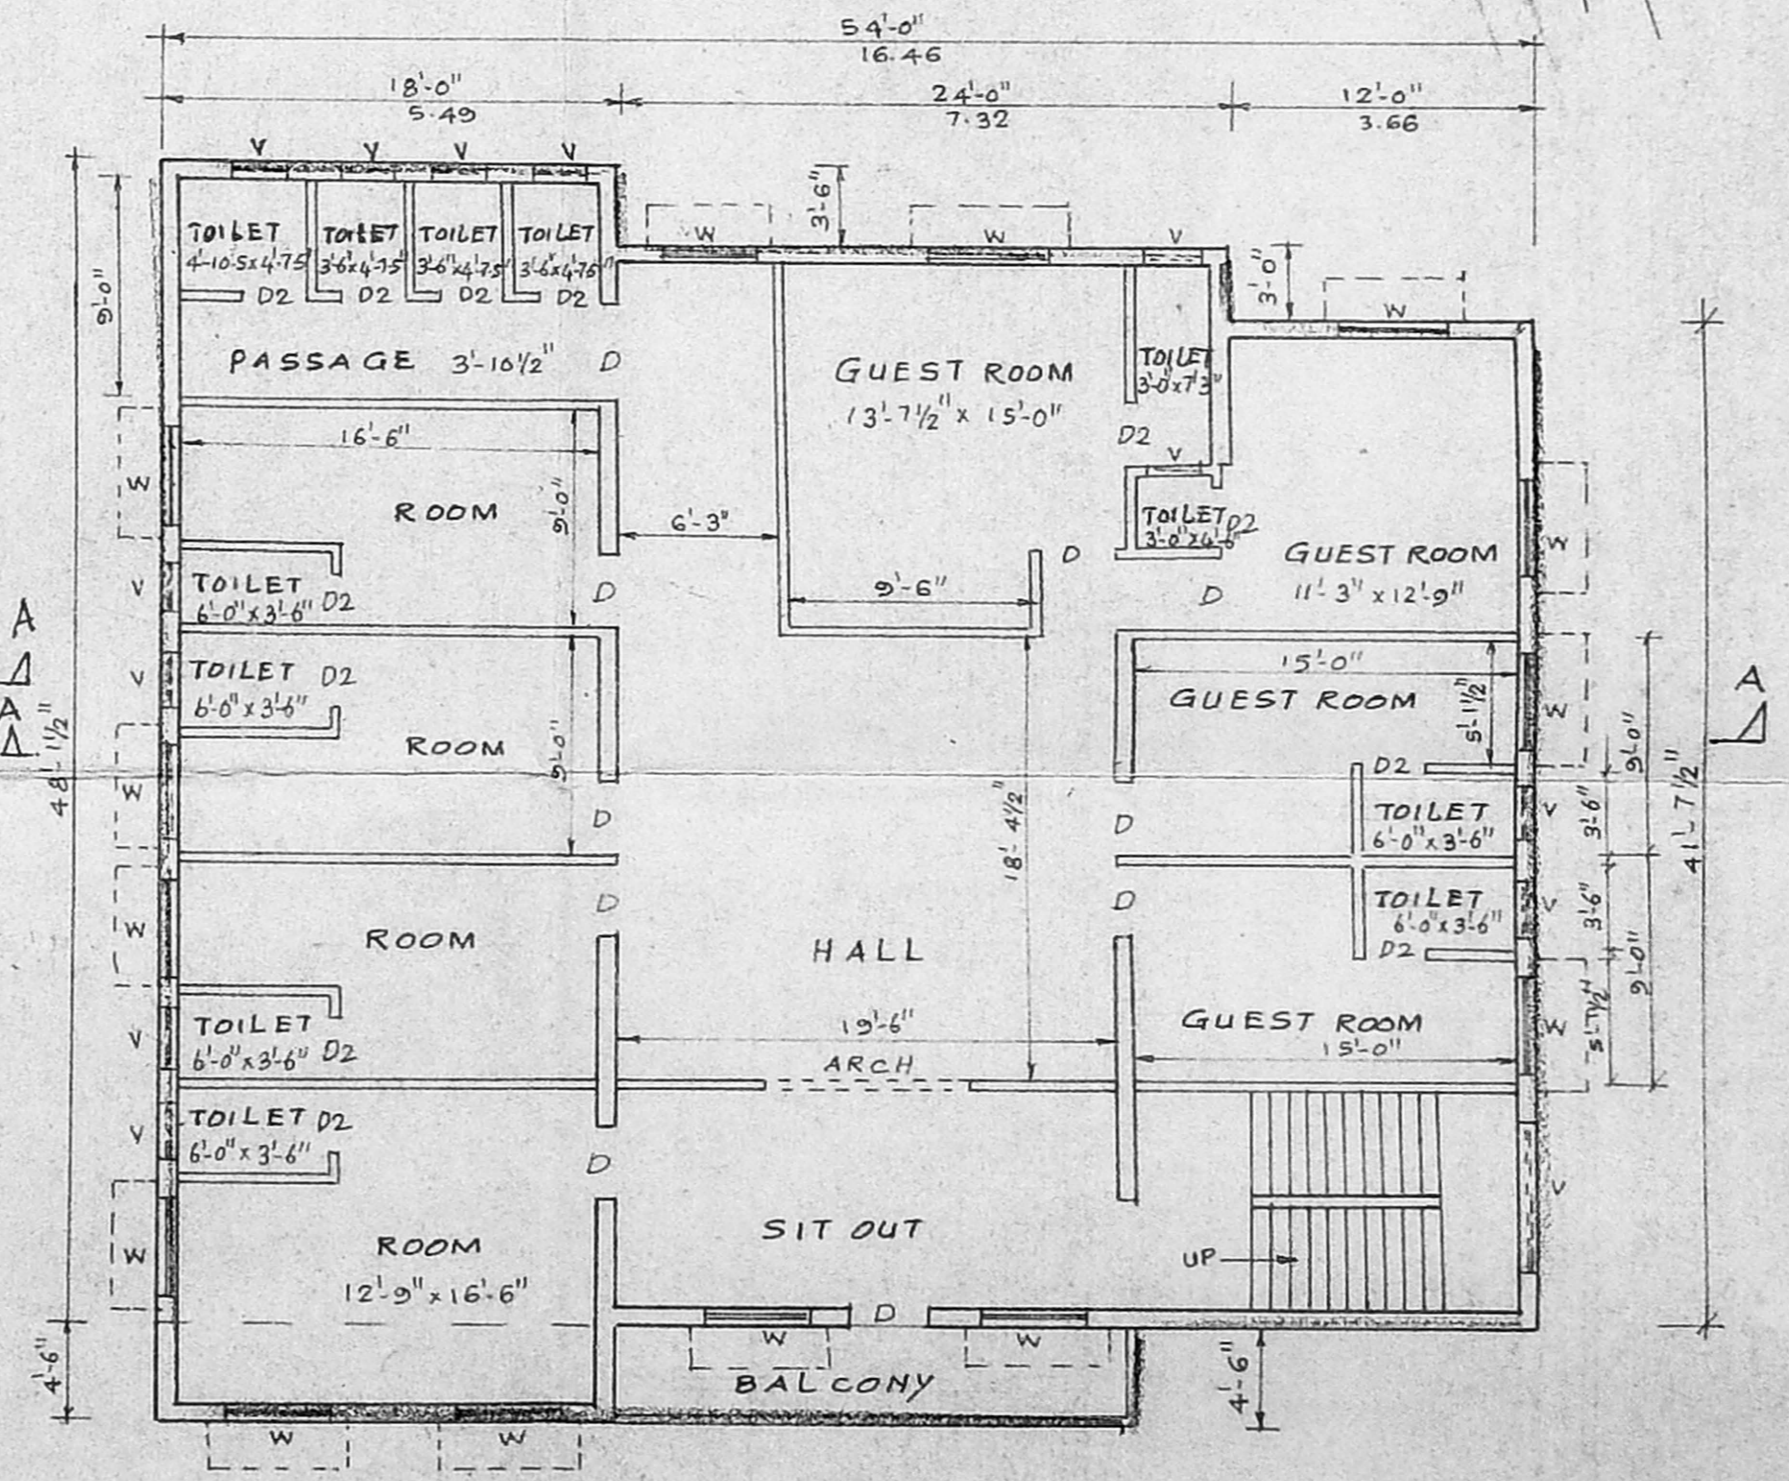 54'-0"
16.46
18'-0"
5.49
24'-0"
7.32
12'-0"
3.66
V V V V
3'-6"
W W V
3'-0"
W
TOILET TOILET TOILET TOILET
4'-10.5x4'-7.5 3'-6"x4'-7.5" 3'-6"x4'-7.5" 3'-6"x4'-7.5"
D2 D2 D2 D2
9'-0"
PASSAGE 3'-10½" D
GUEST ROOM
13'-7½" x 15'-0"
TOILET
3'-0"x7'3"
D2
V
16'-6"
W
ROOM
9'-0"
6'-3"
TOILET D2
3'-0"x4'-6"
D
W
GUEST ROOM
11'-3" x 12'-9"
V
TOILET
6'-0"x3'-6" D2
D
9'-6"
D
A
A
48'-1½"
V
TOILET D2
6'-0"x3'-6"
ROOM
9'-0"
W
D
15'-0"
GUEST ROOM
5'-1½"
W
A
9'-0"
41'-7½"
D2
TOILET
6'-0"x3'-6"
V
3'-6"
D
18'-4½"
D
D
TOILET
6'-0"x3'-6"
D2
V
3'-6"
W
ROOM
HALL
9'-0"
GUEST ROOM
15'-0"
W
V
TOILET
6'-0"x3'-6" D2
19'-6"
ARCH
V
TOILET D2
6'-0"x3'-6"
D
V
SIT OUT
UP
W
ROOM
12'-9"x16'-6"
D
W W
4'-6"
BALCONY
4'-6"
W W